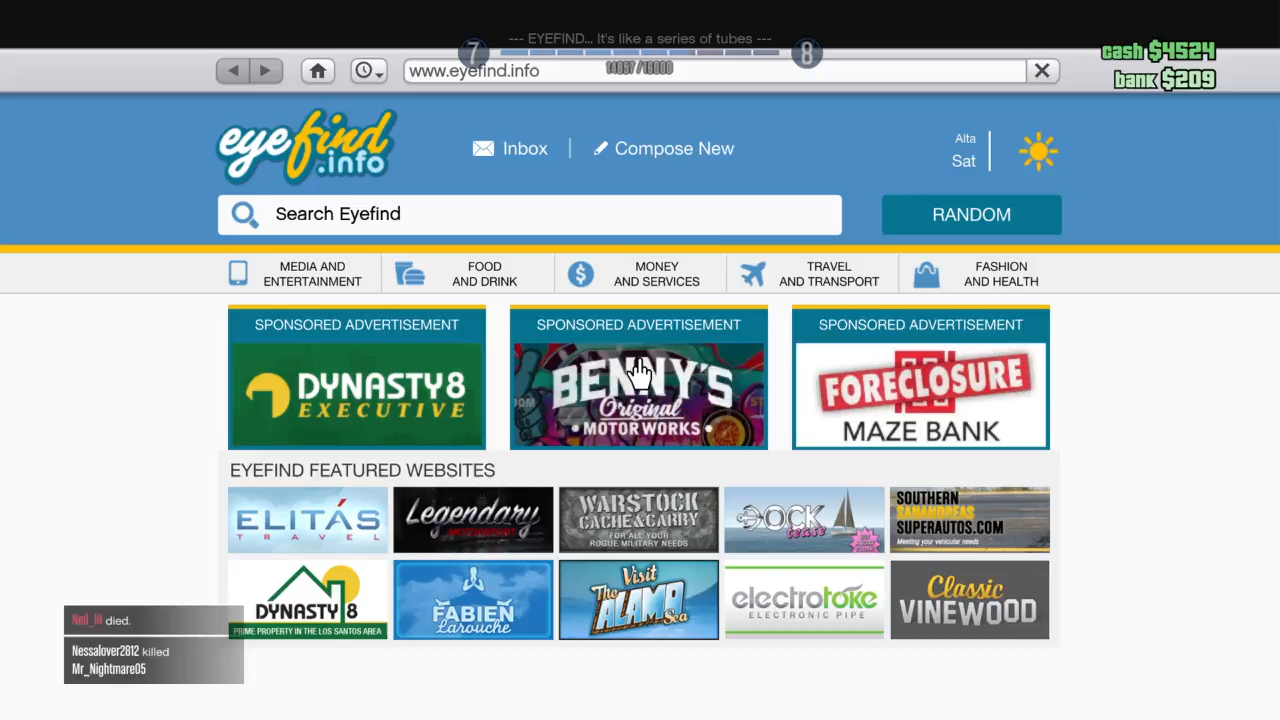 --- EYEFIND... It's like a series of tubes ---
7
8
cash $4524
www.eyefind.info
bank $209
eyefind
.info
Inbox
Compose New
Alta
Sat
Search Eyefind
RANDOM
MEDIA AND
ENTERTAINMENT
FOOD
AND DRINK
MONEY
AND SERVICES
TRAVEL
AND TRANSPORT
FASHION
AND HEALTH
SPONSORED ADVERTISEMENT
SPONSORED ADVERTISEMENT
SPONSORED ADVERTISEMENT
DYNASTY 8
EXECUTIVE
BENNY'S
Original
MOTOR WORKS
FORECLOSURE
MAZE BANK
EYEFIND FEATURED WEBSITES
ELITÁS
TRAVEL
Legendary
MOTORSPORT
WARSTOCK
CACHE & CARRY
FOR ALL YOUR
ROGUE MILITARY NEEDS
DOCK
tease
SOUTHERN
SANANDREAS
SUPERAUTOS.COM
Meeting your vehicular needs
DYNASTY 8
PRIME PROPERTY IN THE LOS SANTOS AREA
FABIEN
Larouche
Visit
The
ALAMO
Sea
electrotoke
ELECTRONIC PIPE
Classic
VINEWOOD
Neil_lil died.
Nessalover2812 killed
Mr_Nightmare05